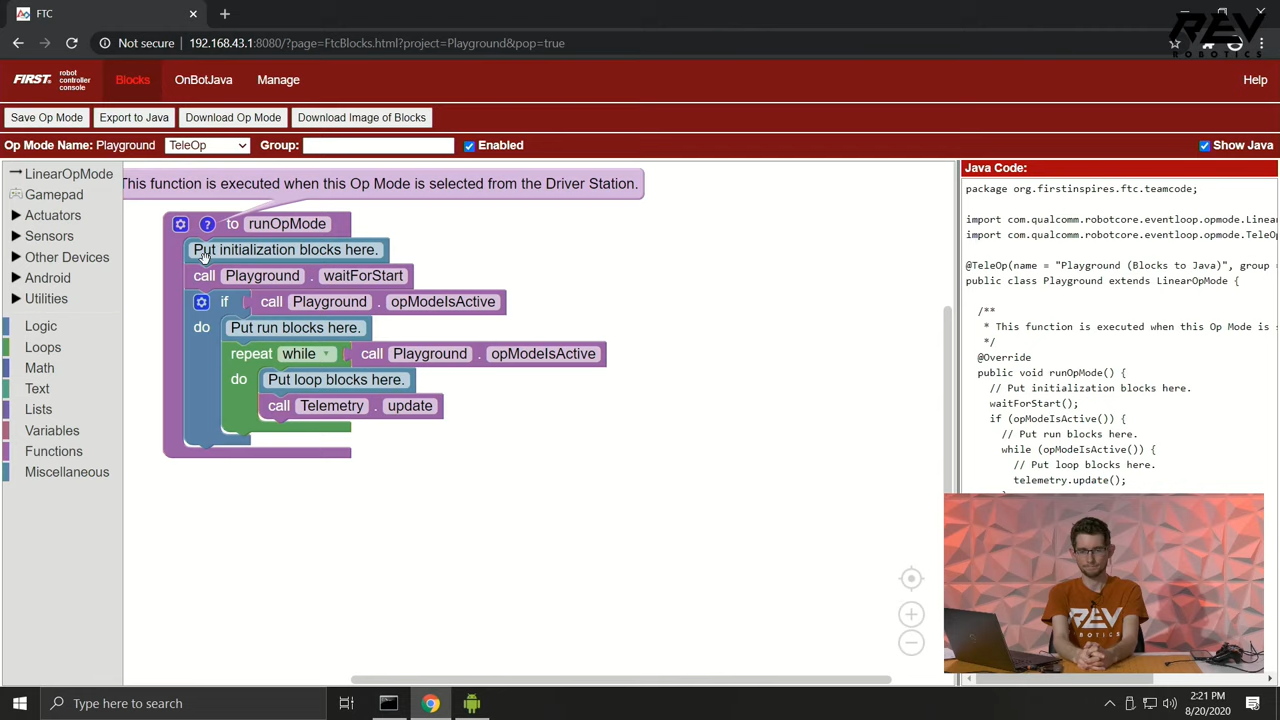 FTC
REV
ROBOTICS
Not secure
192.168.43.1:8080/?page=FtcBlocks.html?project=Playground&pop=true
FIRST. robot controller console
Blocks
OnBotJava
Manage
Help
Save Op Mode
Export to Java
Download Op Mode
Download Image of Blocks
Op Mode Name: Playground
TeleOp
Group:
Enabled
Show Java
LinearOpMode
Gamepad
Actuators
Sensors
Other Devices
Android
Utilities
Logic
Loops
Math
Text
Lists
Variables
Functions
Miscellaneous
This function is executed when this Op Mode is selected from the Driver Station.
? to runOpMode
Put initialization blocks here.
call Playground . waitForStart
if call Playground . opModeIsActive
do Put run blocks here.
repeat while call Playground . opModeIsActive
do Put loop blocks here.
call Telemetry . update
Java Code:
package org.firstinspires.ftc.teamcode;
import com.qualcomm.robotcore.eventloop.opmode.Linea
import com.qualcomm.robotcore.eventloop.opmode.TeleOp
@TeleOp(name = "Playground (Blocks to Java)", group =
public class Playground extends LinearOpMode {
/**
* This function is executed when this Op Mode is s
*/
@Override
public void runOpMode() {
// Put initialization blocks here.
waitForStart();
if (opModeIsActive()) {
// Put run blocks here.
while (opModeIsActive()) {
// Put loop blocks here.
telemetry.update();
REV
ROBOTICS
Type here to search
2:21 PM
8/20/2020